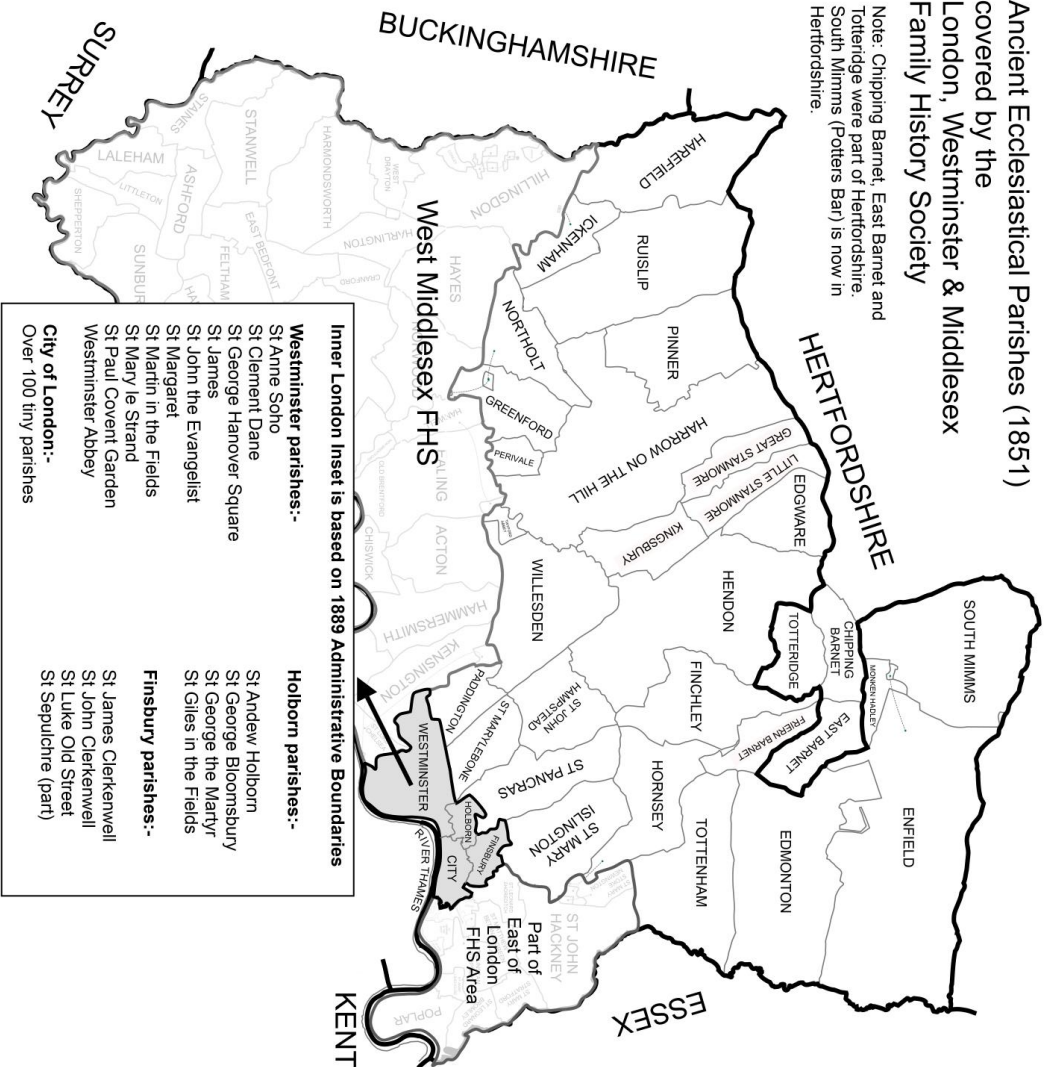 Ancient Ecclesiastical Parishes (1851)
covered by the
London, Westminster & Middlesex
Family History Society
Note: Chipping Barnet, East Barnet and
Totteridge were part of Hertfordshire.
South Mimms (Potters Bar) is now in
Hertfordshire.
BUCKINGHAMSHIRE
HERTFORDSHIRE
SURREY
ESSEX
KENT
SOUTH MIMMS
ENFIELD
MONKEN HADLEY
CHIPPING
BARNET
EAST BARNET
TOTTERIDGE
FRIERN BARNET
EDMONTON
HAREFIELD
RUISLIP
PINNER
ICKENHAM
NORTHOLT
GREENFORD
PERIVALE
HARROW ON THE HILL
GREAT STANMORE
LITTLE STANMORE
EDGWARE
KINGSBURY
HENDON
FINCHLEY
HORNSEY
TOTTENHAM
WILLESDEN
ST JOHN
HAMPSTEAD
ST PANCRAS
ST MARY
ISLINGTON
PADDINGTON
ST MARYLEBONE
WESTMINSTER
HOLBORN
FINSBURY
CITY
RIVER THAMES
West Middlesex FHS
HILLINGDON
WEST
DRAYTON
HARMONDSWORTH
STANWELL
STAINES
LALEHAM
ASHFORD
LITTLETON
SHEPPERTON
SUNBUR
EAST BEDFONT
FELTHAM
HARLINGTON
CRANFORD
HAYES
EALING
OLD BRENTFORD
ACTON
CHISWICK
HAMMERSMITH
KENSINGTON
Part of
East of
London
FHS Area
ST JOHN
HACKNEY
POPLAR
Inner London Inset is based on 1889 Administrative Boundaries
Westminster parishes:-
St Anne Soho
St Clement Dane
St George Hanover Square
St James
St John the Evangelist
St Margaret
St Martin in the Fields
St Mary le Strand
St Paul Covent Garden
Westminster Abbey
City of London:-
Over 100 tiny parishes
Holborn parishes:-
St Andew Holborn
St George Bloomsbury
St George the Martyr
St Giles in the Fields
Finsbury parishes:-
St James Clerkenwell
St John Clerkenwell
St Luke Old Street
St Sepulchre (part)